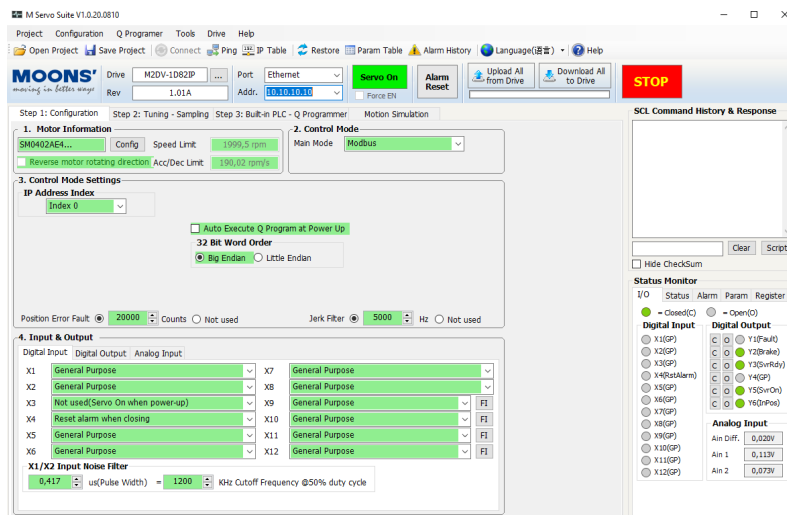 M Servo Suite V1.0.20.0810
Project Configuration Q Programer Tools Drive Help
Open Project Save Project Connect Ping IP Table Restore Param Table Alarm History Language(語言) Help
MOONS'
moving in better ways
Drive M2DV-1D82IP ... Port Ethernet
Rev 1.01A Addr. 10.10.10.10
Servo On
Force EN
Alarm Reset
Upload All from Drive
Download All to Drive
STOP
Step 1: Configuration Step 2: Tuning - Sampling Step 3: Built-in PLC - Q Programmer Motion Simulation
1. Motor Information
SM0402AE4... Config Speed Limit 1999,5 rpm
Reverse motor rotating direction Acc/Dec Limit 190,02 rpm/s
2. Control Mode
Main Mode Modbus
3. Control Mode Settings
IP Address Index
Index 0
Auto Execute Q Program at Power Up
32 Bit Word Order
Big Endian Little Endian
Position Error Fault 20000 Counts Not used Jerk Filter 5000 Hz Not used
4. Input & Output
Digital Input Digital Output Analog Input
X1 General Purpose X7 General Purpose
X2 General Purpose X8 General Purpose
X3 Not used(Servo On when power-up) X9 General Purpose FI
X4 Reset alarm when closing X10 General Purpose FI
X5 General Purpose X11 General Purpose FI
X6 General Purpose X12 General Purpose FI
X1/X2 Input Noise Filter
0,417 us(Pulse Width) = 1200 KHz Cutoff Frequency @50% duty cycle
SCL Command History & Response
Clear Script
Hide CheckSum
Status Monitor
I/O Status Alarm Param Register
= Closed(C) = Open(O)
Digital Input Digital Output
X1(GP) C O Y1(Fault)
X2(GP) C O Y2(Brake)
X3(GP) C O Y3(SvrRdy)
X4(RstAlarm) C O Y4(GP)
X5(GP) C O Y5(SvrOn)
X6(GP) C O Y6(InPos)
X7(GP)
X8(GP)
X9(GP)
X10(GP)
X11(GP)
X12(GP)
Analog Input
Ain Diff. 0,020V
Ain 1 0,113V
Ain 2 0,073V